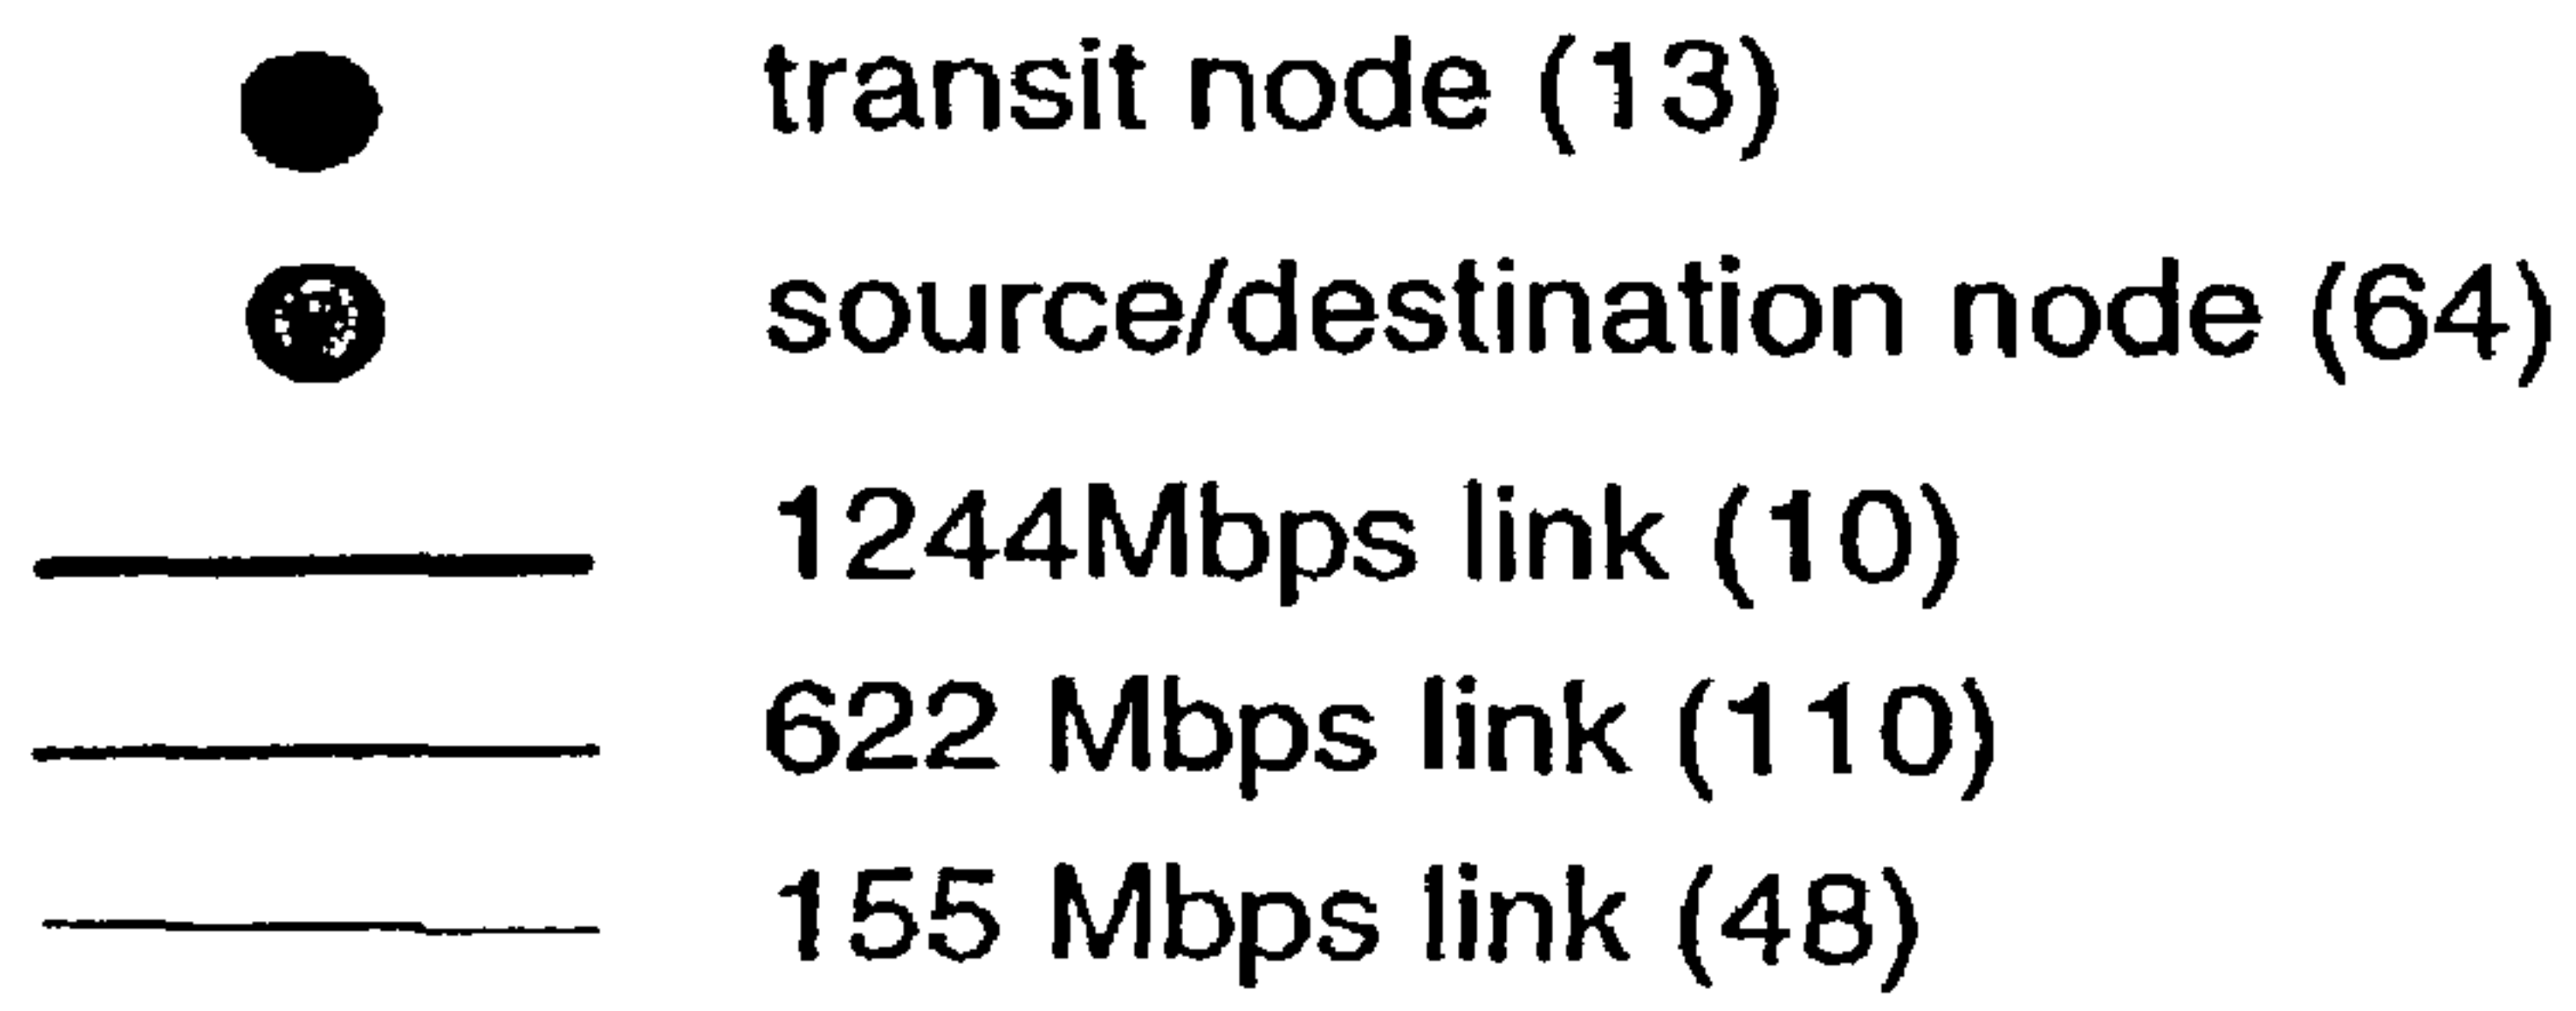 transit node (13)
source/destination node (64)
1244Mbps link (10)
622 Mbps link (110)
155 Mbps link (48)